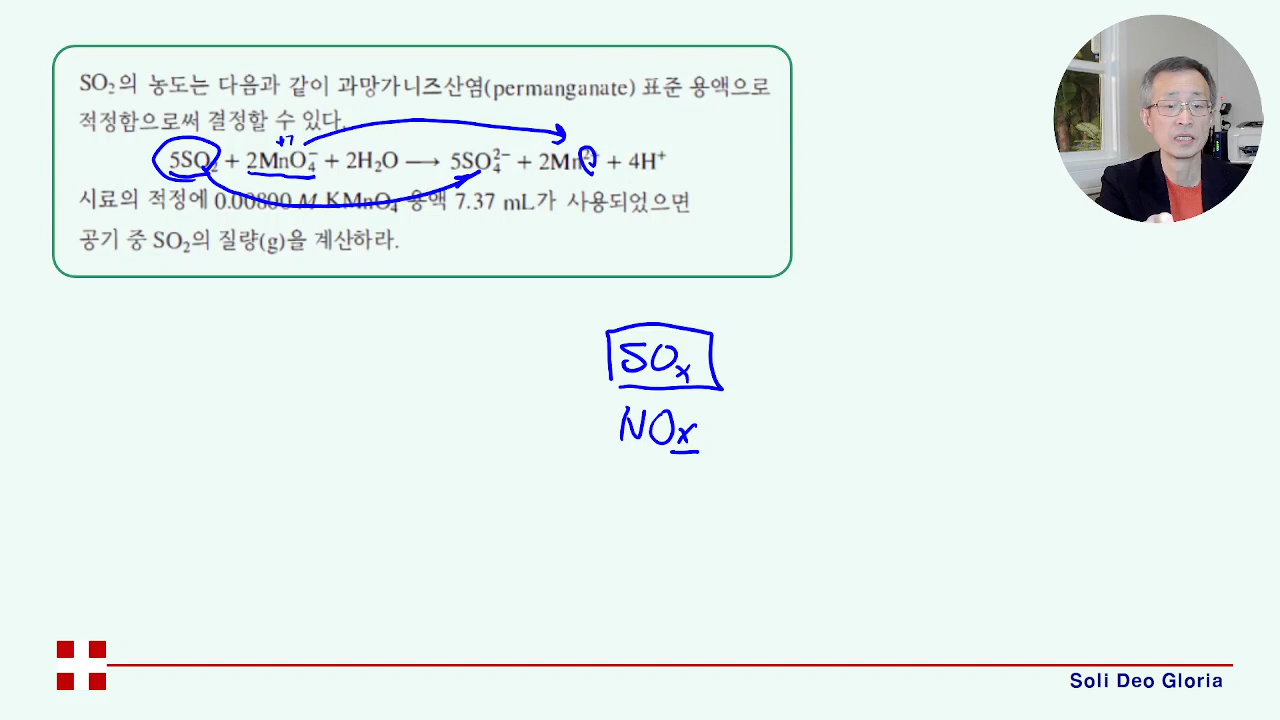 SO₂의 농도는 다음과 같이 과망가니즈산염(permanganate) 표준 용액으로
적정함으로써 결정할 수 있다.
+7
5SO₂ + 2MnO₄⁻ + 2H₂O ⟶ 5SO₄²⁻ + 2Mn²⁺ + 4H⁺
시료의 적정에 0.00800 M KMnO₄ 용액 7.37 mL가 사용되었으면
공기 중 SO₂의 질량(g)을 계산하라.
SOₓ
NOₓ
Soli Deo Gloria